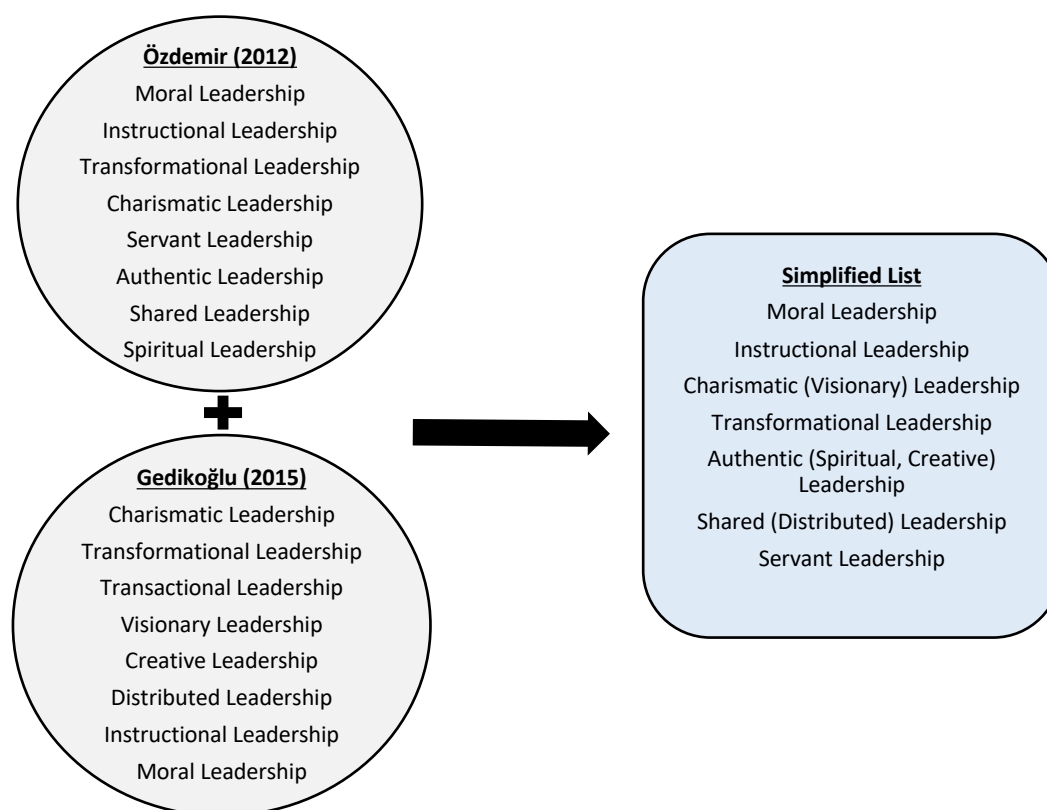 Özdemir (2012)
Moral Leadership
Instructional Leadership
Transformational Leadership
Charismatic Leadership
Servant Leadership
Authentic Leadership
Shared Leadership
Spiritual Leadership
Gedikoğlu (2015)
Charismatic Leadership
Transformational Leadership
Transactional Leadership
Visionary Leadership
Creative Leadership
Distributed Leadership
Instructional Leadership
Moral Leadership
Simplified List
Moral Leadership
Instructional Leadership
Charismatic (Visionary) Leadership
Transformational Leadership
Authentic (Spiritual, Creative)
Leadership
Shared (Distributed) Leadership
Servant Leadership